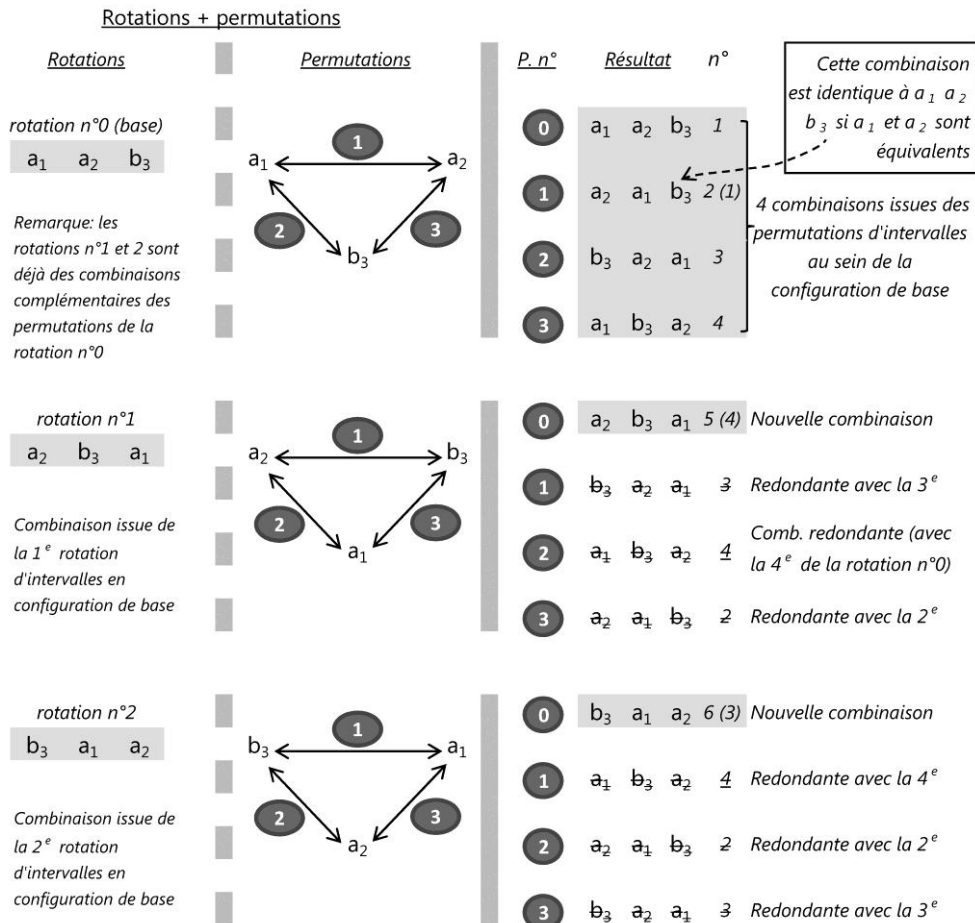 Rotations + permutations
Rotations
Permutations
P. n°
Résultat
n°
Cette combinaison
est identique à a₁ a₂
b₃ si a₁ et a₂ sont
équivalents
rotation n°0 (base)
a₁ a₂ b₃
Remarque: les
rotations n°1 et 2 sont
déjà des combinaisons
complémentaires des
permutations de la
rotation n°0
1
a₁
a₂
2
3
b₃
0 a₁ a₂ b₃ 1
1 a₂ a₁ b₃ 2 (1)
2 b₃ a₂ a₁ 3
3 a₁ b₃ a₂ 4
4 combinaisons issues des
permutations d'intervalles
au sein de la
configuration de base
rotation n°1
a₂ b₃ a₁
Combinaison issue de
la 1ᵉ rotation
d'intervalles en
configuration de base
1
a₂
b₃
2
3
a₁
0 a₂ b₃ a₁ 5 (4) Nouvelle combinaison
1 b₃ a₂ a₁ 3 Redondante avec la 3ᵉ
2 a₁ b₃ a₂ 4 Comb. redondante (avec
la 4ᵉ de la rotation n°0)
3 a₂ a₁ b₃ 2 Redondante avec la 2ᵉ
rotation n°2
b₃ a₁ a₂
Combinaison issue de
la 2ᵉ rotation
d'intervalles en
configuration de base
1
b₃
a₁
2
3
a₂
0 b₃ a₁ a₂ 6 (3) Nouvelle combinaison
1 a₁ b₃ a₂ 4 Redondante avec la 4ᵉ
2 a₂ a₁ b₃ 2 Redondante avec la 2ᵉ
3 b₃ a₂ a₁ 3 Redondante avec la 3ᵉ